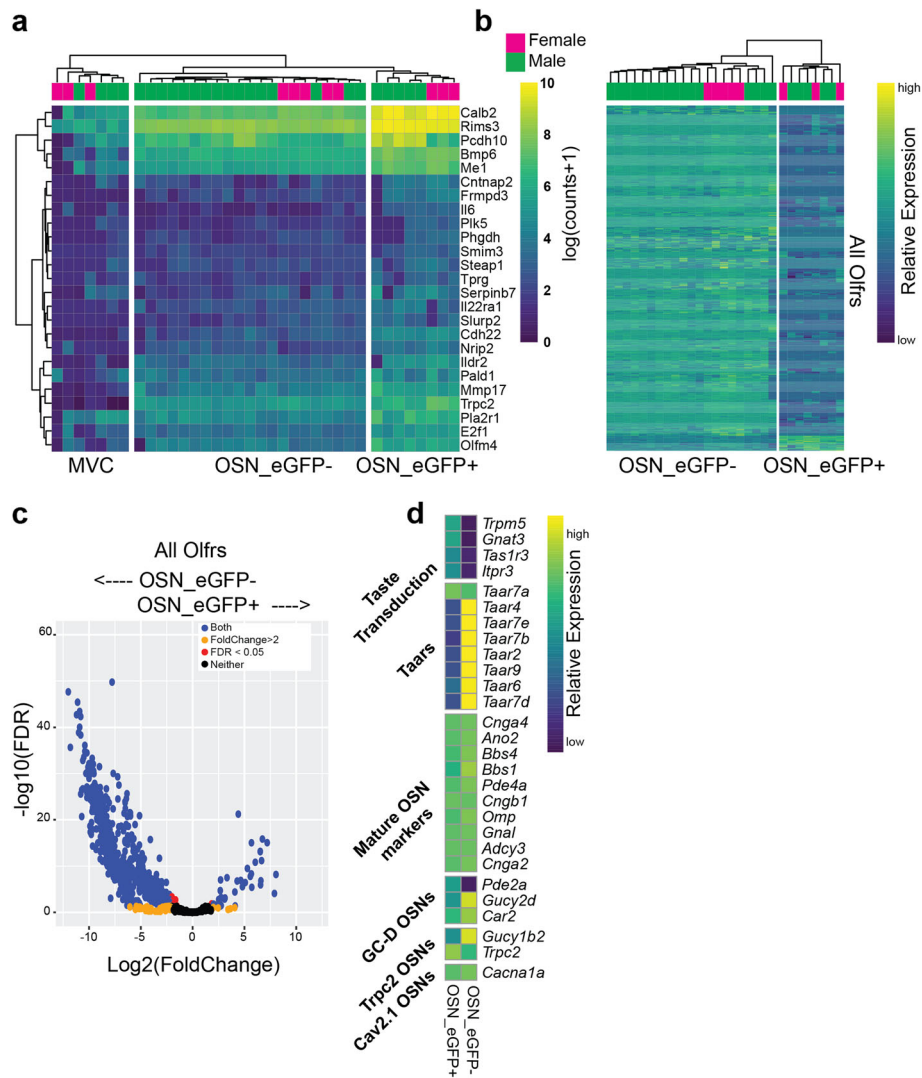 a
Female
Male
Calb2
Rims3
Pcdh10
Bmp6
Me1
Cntnap2
Frmpd3
Il6
Plk5
Phgdh
Smim3
Steap1
Tprg
Serpinb7
Il22ra1
Slurp2
Cdh22
Nrip2
Ildr2
Pald1
Mmp17
Trpc2
Pla2r1
E2f1
Olfm4
10
8
6
4
2
0
log(counts+1)
MVC
OSN_eGFP-
OSN_eGFP+
b
high
low
Relative Expression
All Olfrs
OSN_eGFP-
OSN_eGFP+
c
All Olfrs
<---- OSN_eGFP-
OSN_eGFP+ ---->
Both
FoldChange>2
FDR < 0.05
Neither
60
40
20
0
-log10(FDR)
-10
-5
0
5
10
Log2(FoldChange)
d
Taste
Transduction
Trpm5
Gnat3
Tas1r3
Itpr3
Taars
Taar7a
Taar4
Taar7e
Taar7b
Taar2
Taar9
Taar6
Taar7d
Mature OSN
markers
Cnga4
Ano2
Bbs4
Bbs1
Pde4a
Cngb1
Omp
Gnal
Adcy3
Cnga2
GC-D OSNs
Pde2a
Gucy2d
Car2
Trpc2 OSNs
Gucy1b2
Trpc2
Cav2.1 OSNs
Cacna1a
OSN_eGFP+
OSN_eGFP-
high
low
Relative Expression